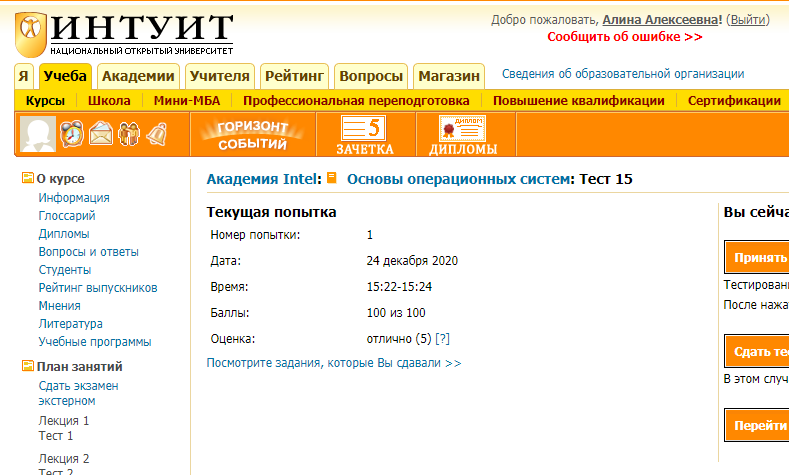 ИНТУИТ
НАЦИОНАЛЬНЫЙ ОТКРЫТЫЙ УНИВЕРСИТЕТ
Добро пожаловать, Алина Алексеевна! (Выйти)
Сообщить об ошибке >>
Я Учеба Академии Учителя Рейтинг Вопросы Магазин Сведения об образовательной организации
Курсы Школа Мини-МБА Профессиональная переподготовка Повышение квалификации Сертификации
ГОРИЗОНТ СОБЫТИЙ
5
ЗАЧЕТКА
ДИПЛОМ
ДИПЛОМЫ
О курсе
Информация
Глоссарий
Дипломы
Вопросы и ответы
Студенты
Рейтинг выпускников
Мнения
Литература
Учебные программы
План занятий
Сдать экзамен
экстерном
Лекция 1
Тест 1
Лекция 2
Тест 2
Академия Intel: Основы операционных систем: Тест 15
Текущая попытка
Номер попытки: 1
Дата: 24 декабря 2020
Время: 15:22-15:24
Баллы: 100 из 100
Оценка: отлично (5) [?]
Посмотрите задания, которые Вы сдавали >>
Вы сейча
Принять
Тестирован
После нажа
Сдать те
В этом случ
Перейти